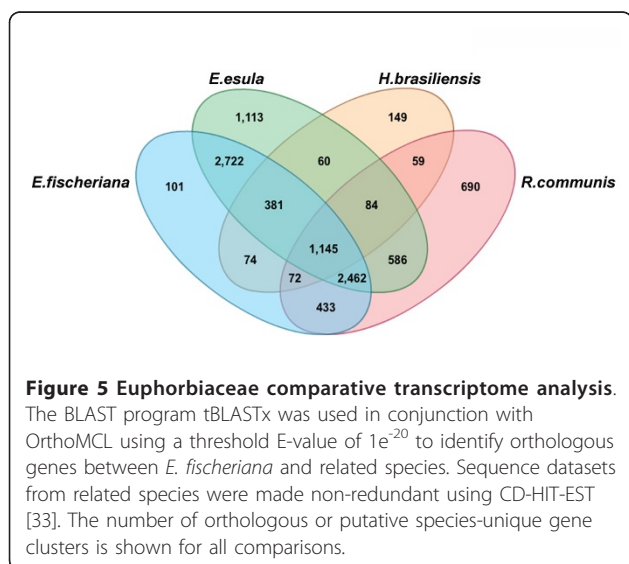 E.esula
H.brasiliensis
1,113
149
2,722
60
59
E.fischeriana
101
690
R.communis
381
84
1,145
74
72
2,462
586
433
Figure 5 Euphorbiaceae comparative transcriptome analysis.
The BLAST program tBLASTx was used in conjunction with
OrthoMCL using a threshold E-value of 1e-20 to identify orthologous
genes between E. fischeriana and related species. Sequence datasets
from related species were made non-redundant using CD-HIT-EST
[33]. The number of orthologous or putative species-unique gene
clusters is shown for all comparisons.